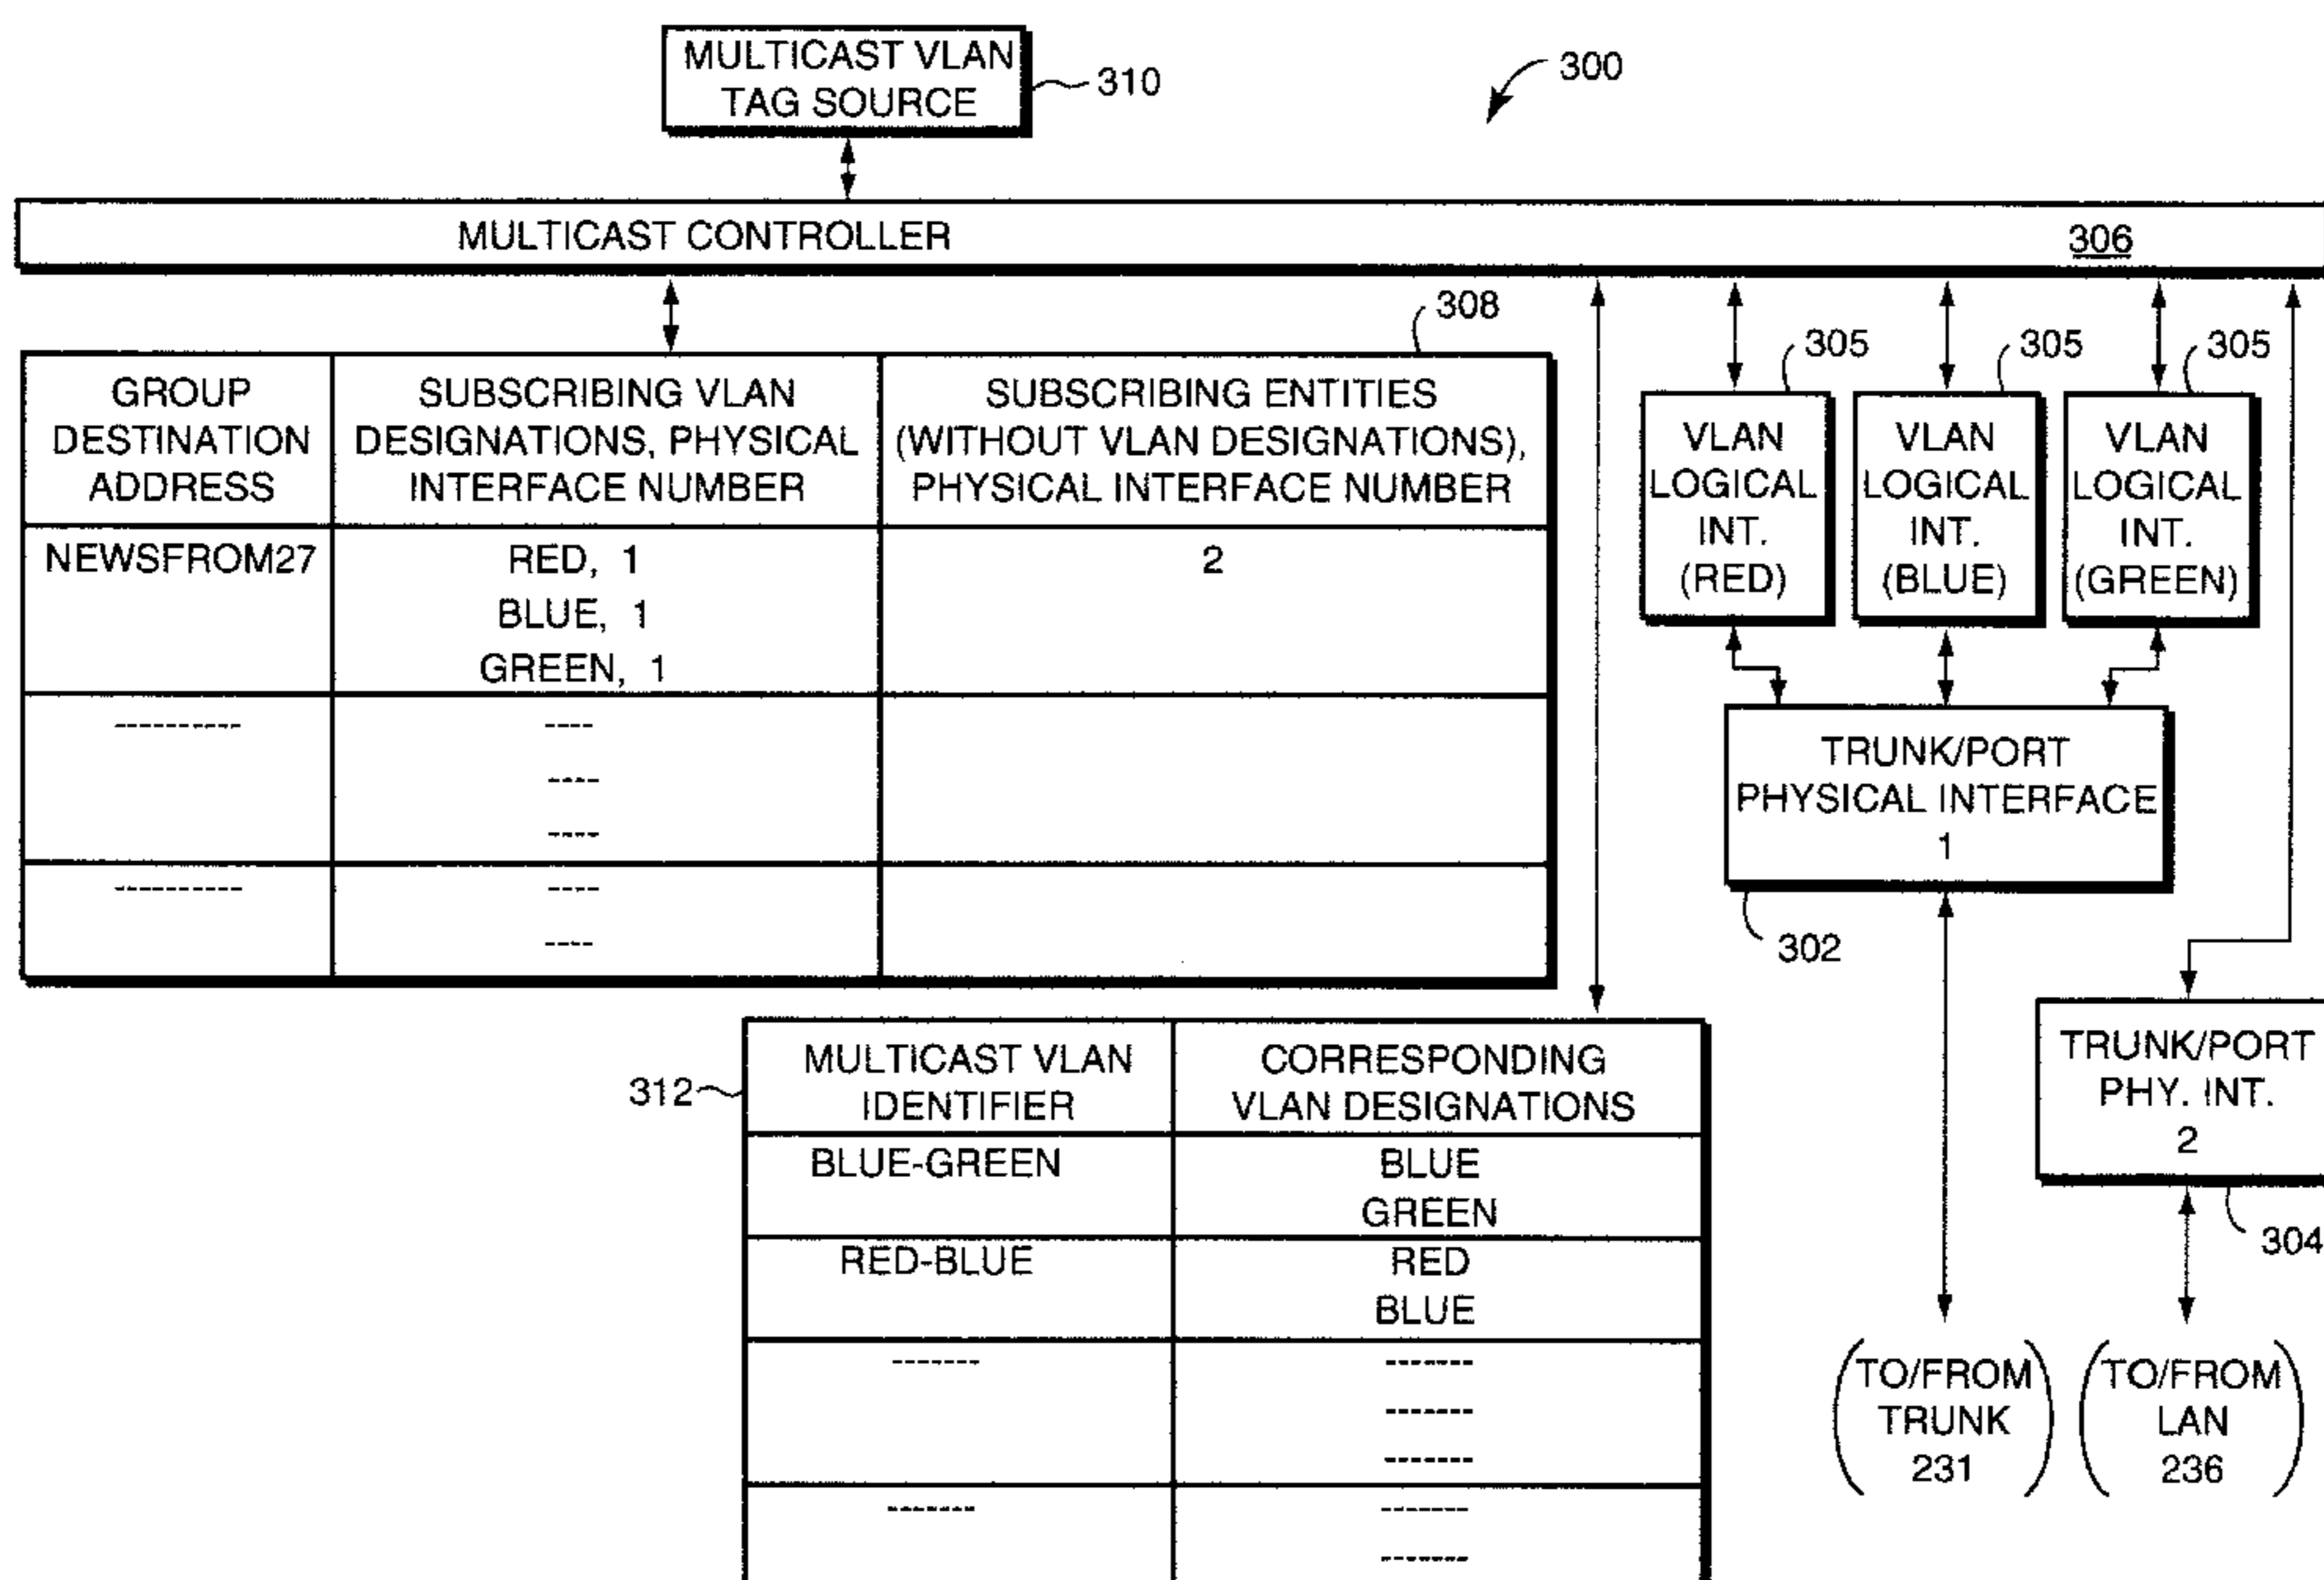 MULTICAST VLAN
TAG SOURCE
310
300
MULTICAST CONTROLLER
306
308
GROUP
DESTINATION
ADDRESS
SUBSCRIBING VLAN
DESIGNATIONS, PHYSICAL
INTERFACE NUMBER
SUBSCRIBING ENTITIES
(WITHOUT VLAN DESIGNATIONS),
PHYSICAL INTERFACE NUMBER
NEWSFROM27
RED, 1
BLUE, 1
GREEN, 1
2
----------
----
----
----
----------
----
----
305
VLAN
LOGICAL
INT.
(RED)
305
VLAN
LOGICAL
INT.
(BLUE)
305
VLAN
LOGICAL
INT.
(GREEN)
TRUNK/PORT
PHYSICAL INTERFACE
1
302
TRUNK/PORT
PHY. INT.
2
304
312
MULTICAST VLAN
IDENTIFIER
CORRESPONDING
VLAN DESIGNATIONS
BLUE-GREEN
BLUE
GREEN
RED-BLUE
RED
BLUE
-------
-------
-------
-------
-------
-------
-------
(TO/FROM
TRUNK
231)
(TO/FROM
LAN
236)